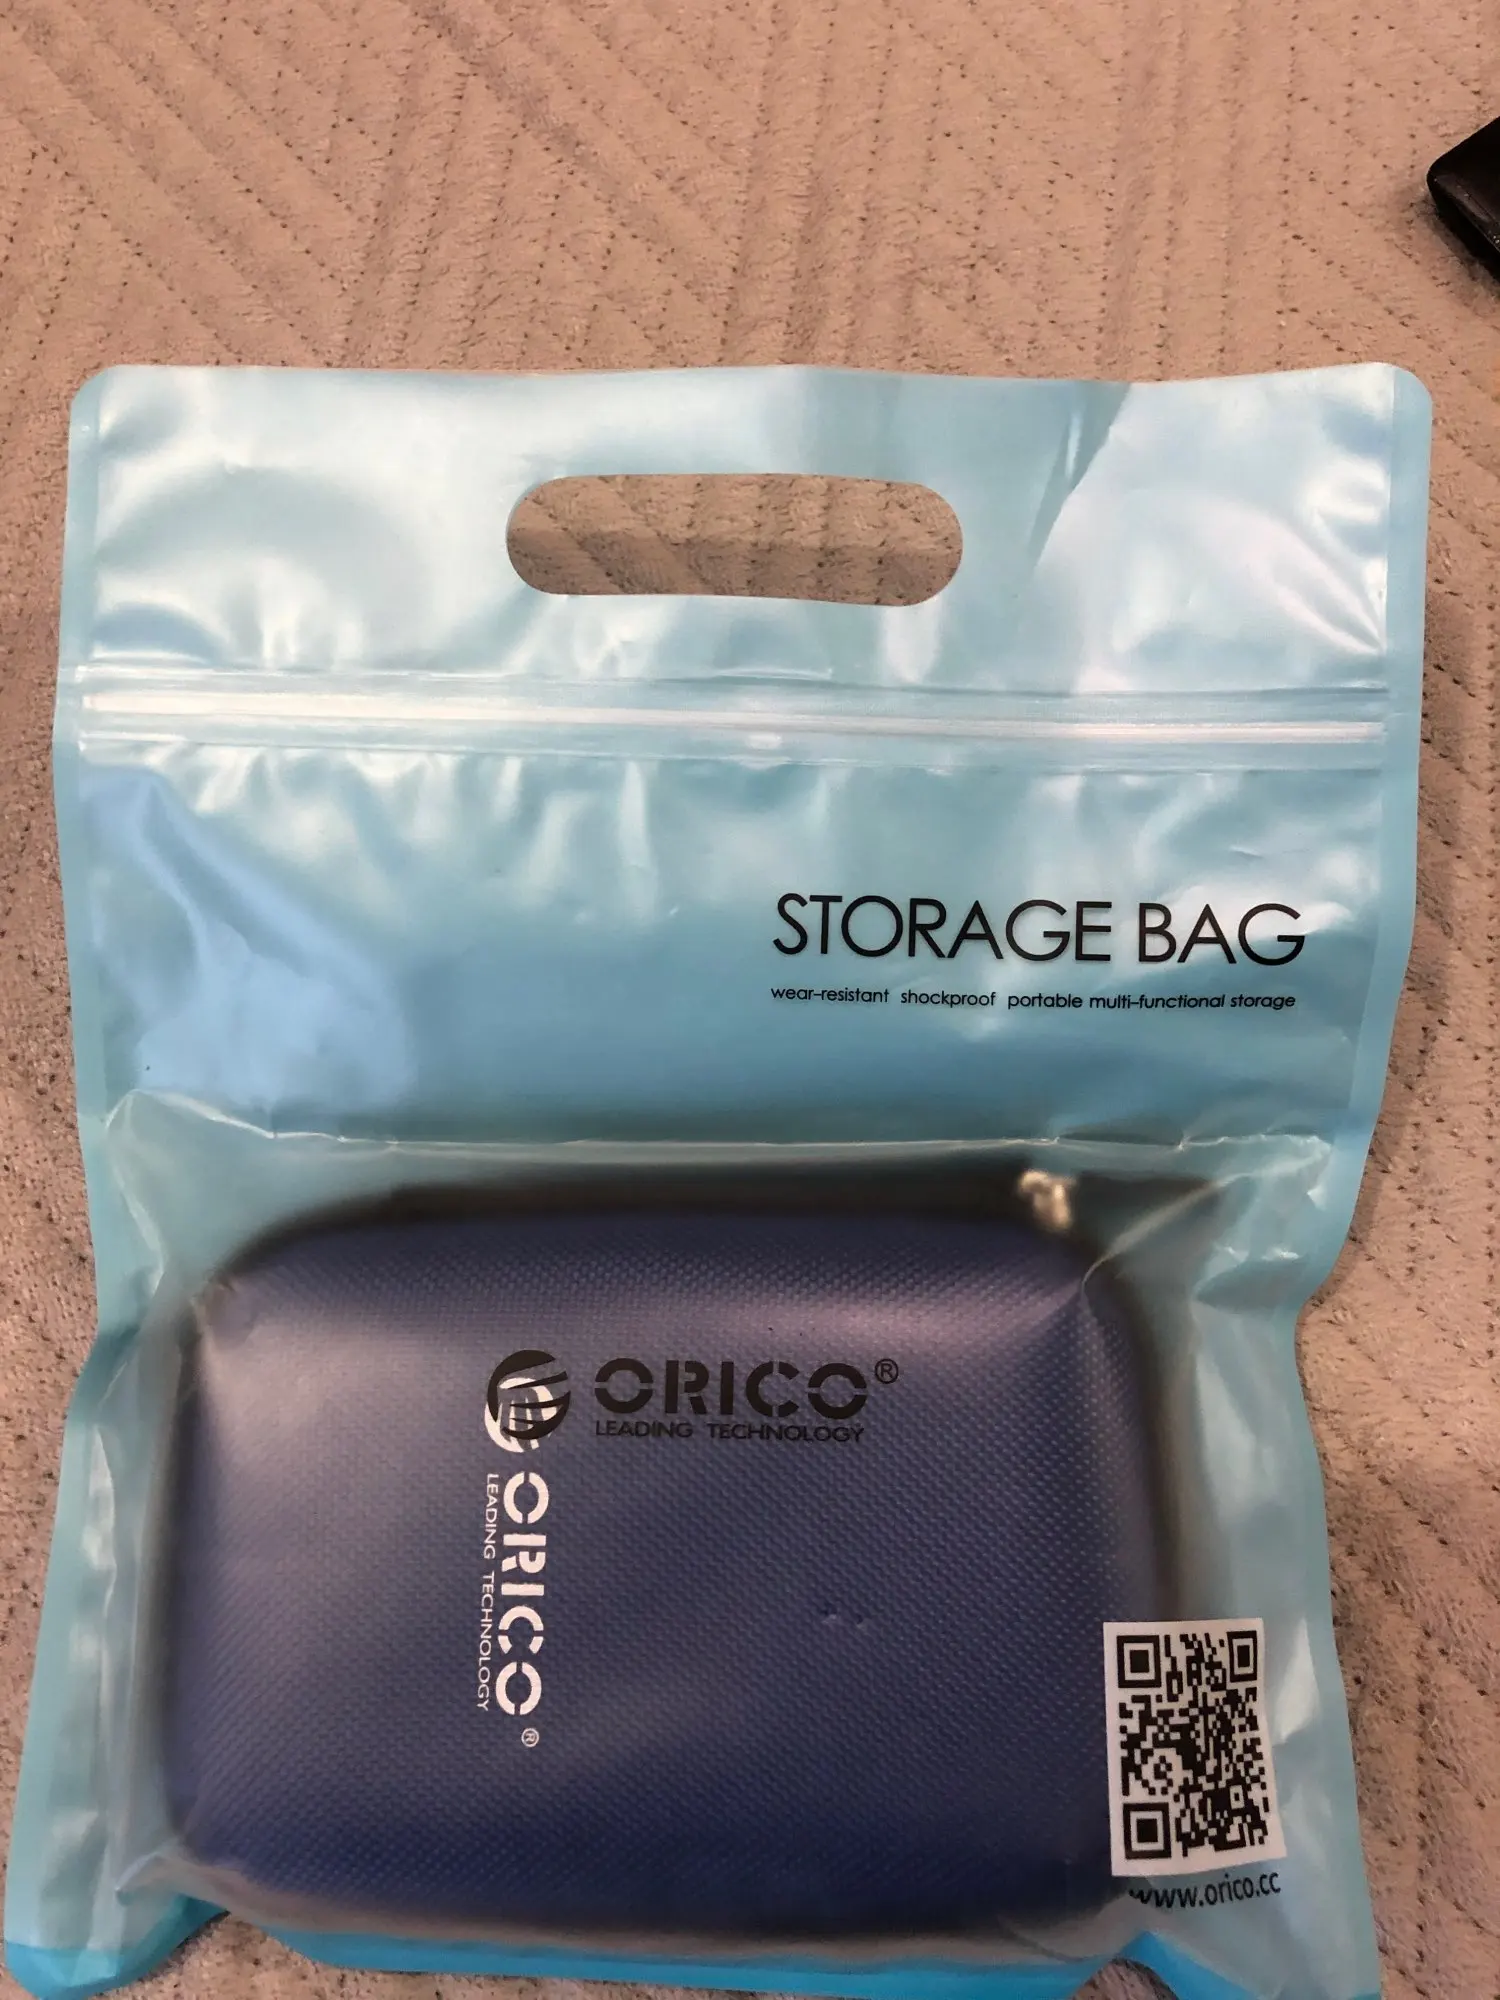 STORAGE BAG
wear-resistant shockproof portable multi-functional storage
ORICO®
LEADING TECHNOLOGY
ORICO®
LEADING TECHNOLOGY
www.orico.cc